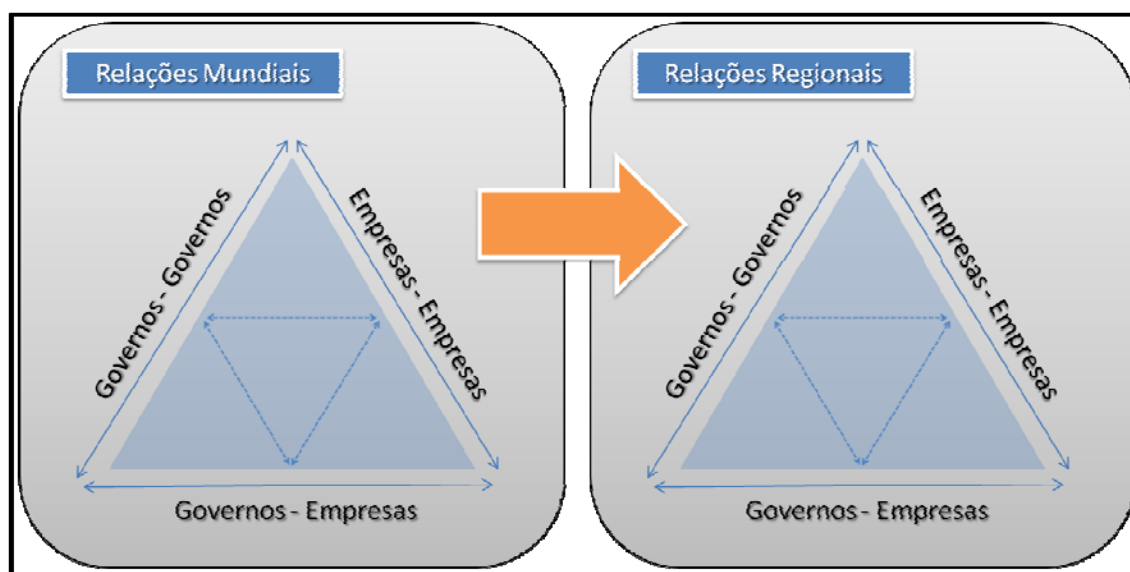 Relações Mundiais
Governos - Governos
Empresas - Empresas
Governos - Empresas
Relações Regionais
Governos - Governos
Empresas - Empresas
Governos - Empresas